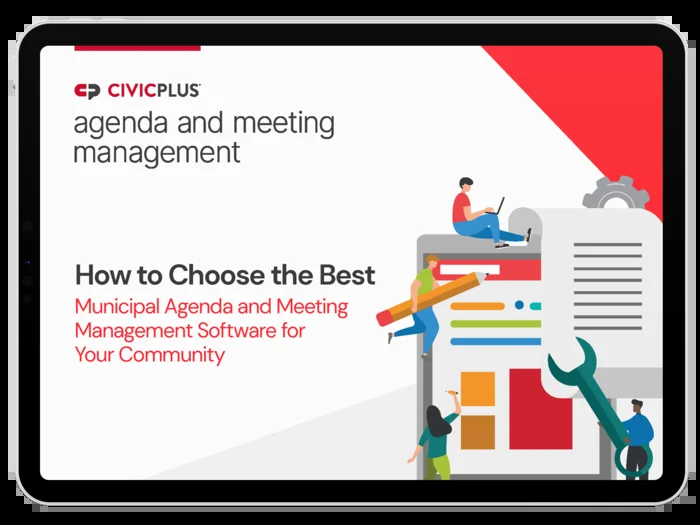 CP CIVICPLUS
agenda and meeting
management
How to Choose the Best
Municipal Agenda and Meeting
Management Software for
Your Community